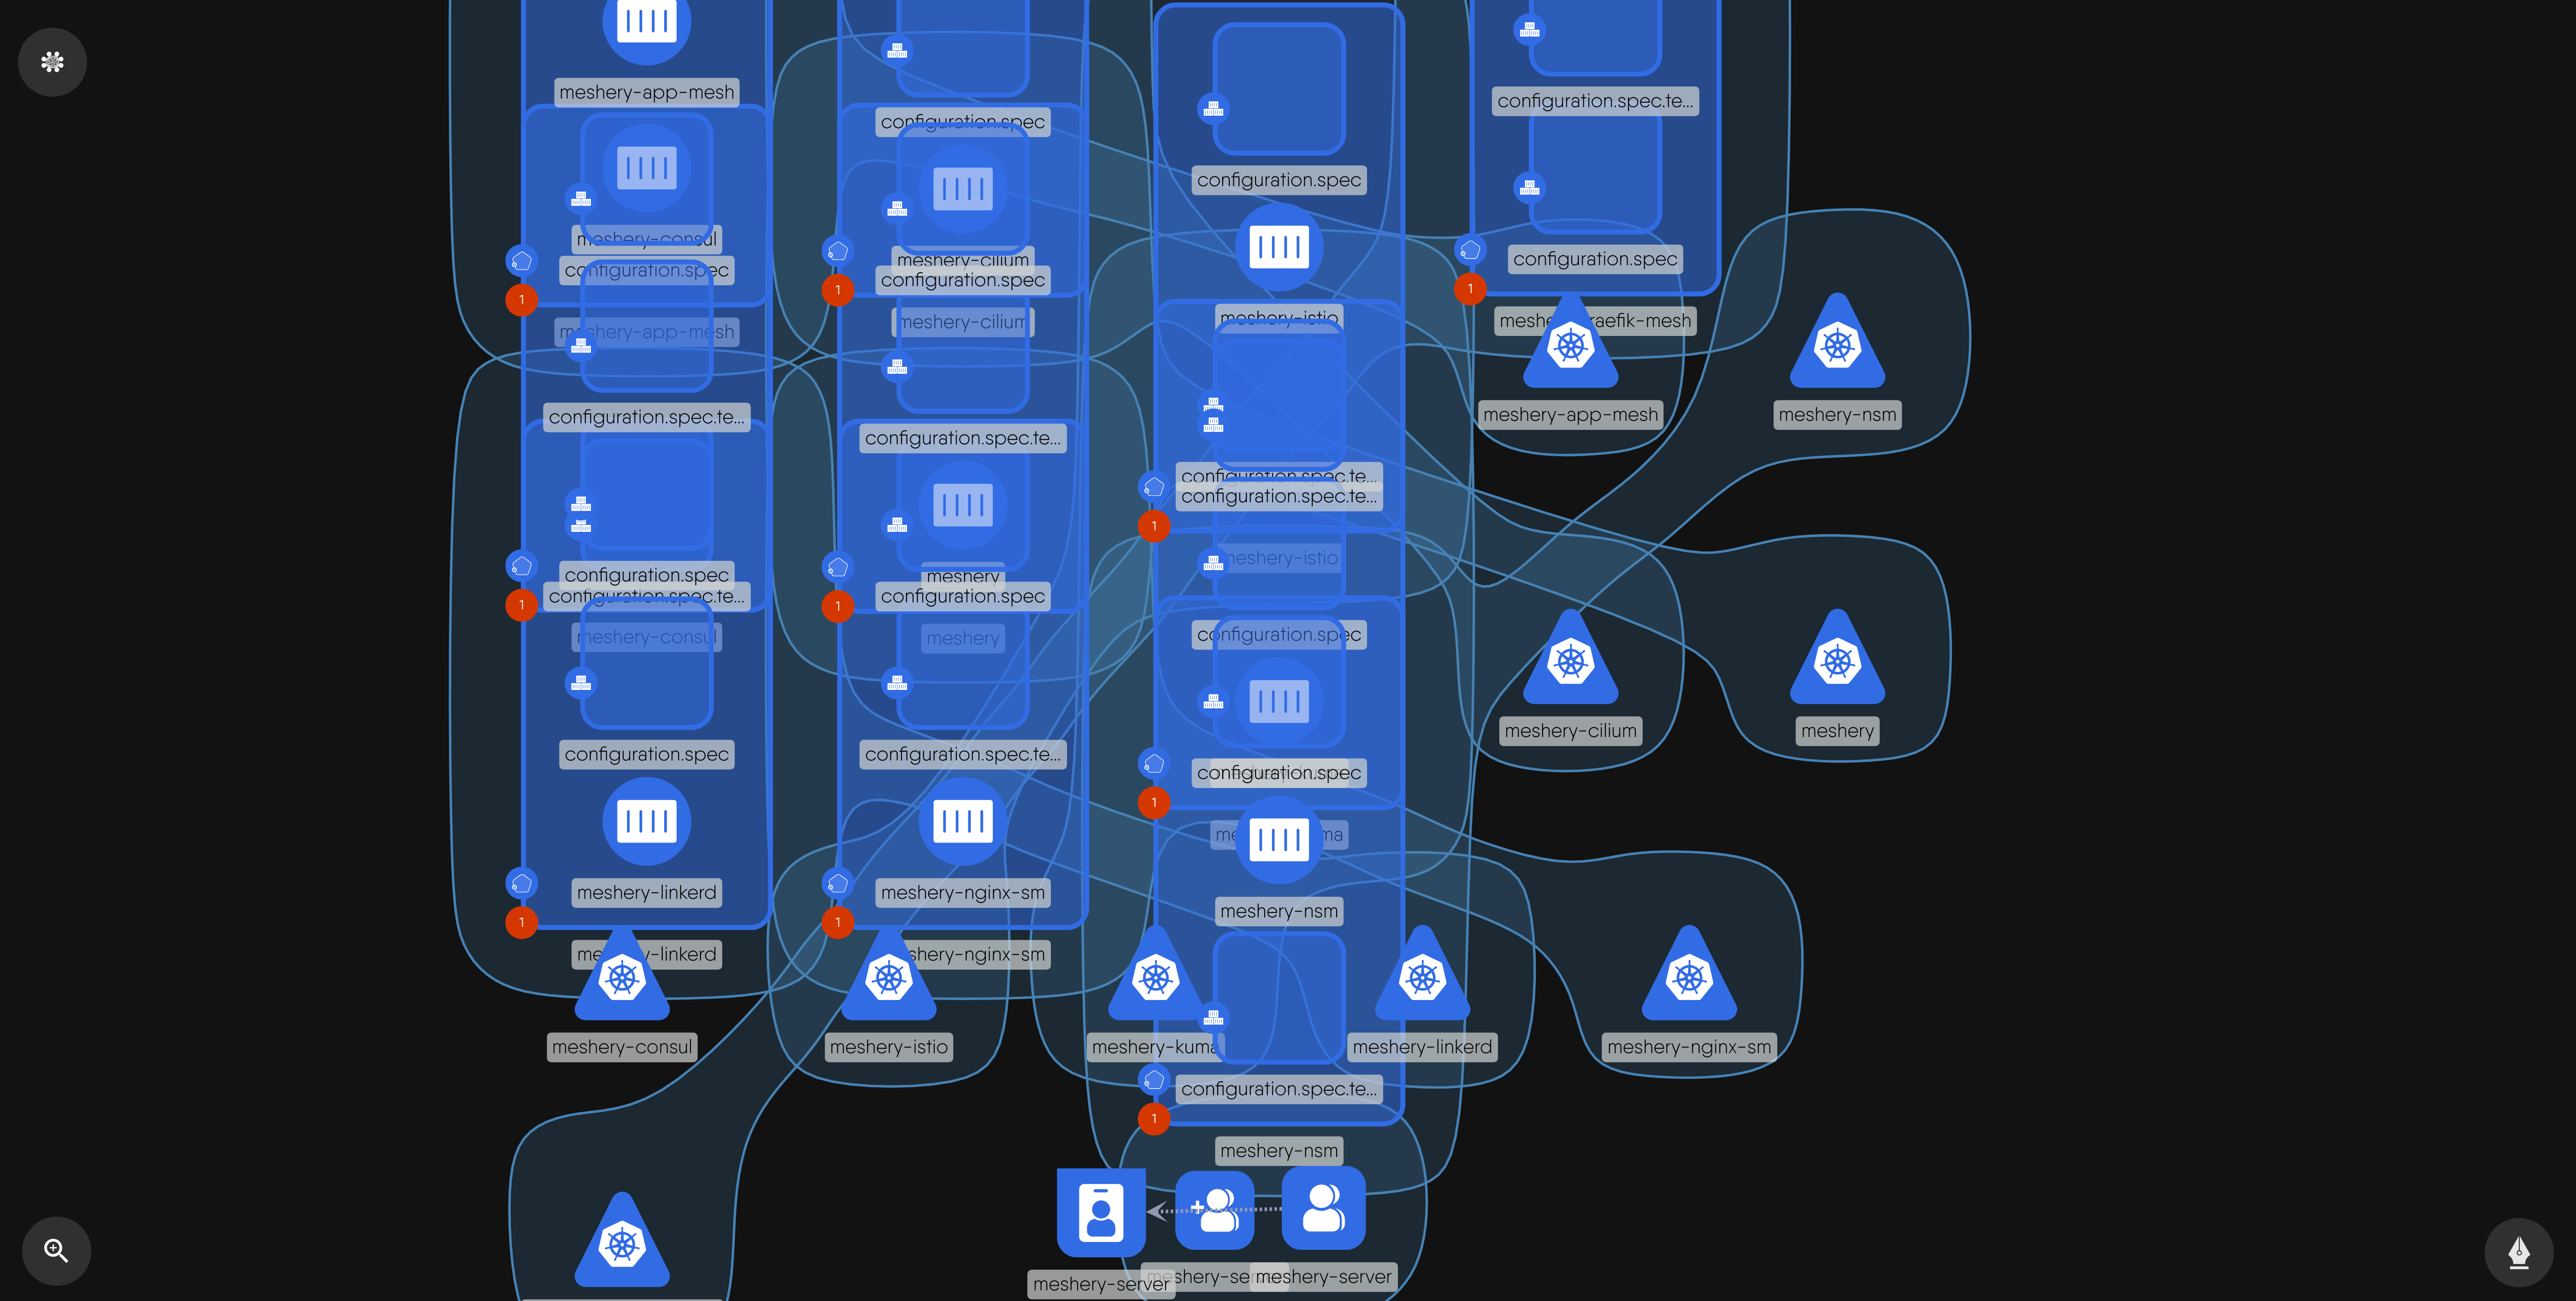 meshery-app-mesh
meshery-consul
configuration.spec
1
meshery-app-mesh
configuration.spec.te...
configuration.spec
configuration.spec.te...
1
meshery-consul
configuration.spec
meshery-linkerd
1
meshery-linkerd
configuration.spec
meshery-cilium
configuration.spec
1
meshery-cilium
configuration.spec.te...
meshery
configuration.spec
1
meshery
configuration.spec.te...
meshery-nginx-sm
1
meshery-nginx-sm
configuration.spec
meshery-istio
configuration.spec.te...
configuration.spec.te...
1
meshery-istio
configuration.spec
configuration.spec
1
meshery-nsm
configuration.spec.te...
1
meshery-nsm
configuration.spec.te...
configuration.spec
1
meshery-traefik-mesh
meshery-app-mesh
meshery-nsm
meshery-cilium
meshery
meshery-consul
meshery-istio
meshery-kuma
meshery-linkerd
meshery-nginx-sm
meshery-server
meshery-server
meshery-server